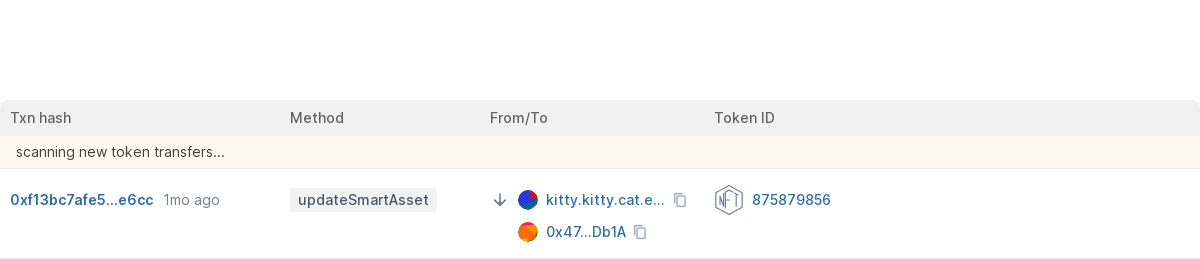 Txn hash Method From/To Token ID
scanning new token transfers...
0xf13bc7afe5...e6cc 1mo ago updateSmartAsset kitty.kitty.cat.e... NFT 875879856
0x47...Db1A